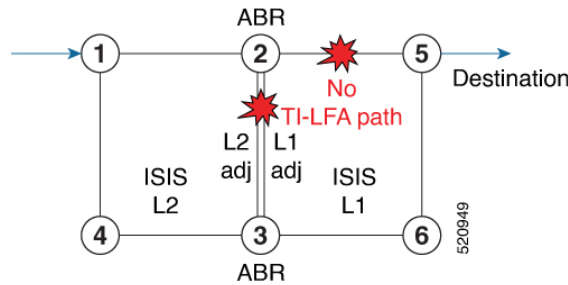 ABR
1
2
5
Destination
No
TI-LFA path
L2
adj
L1
adj
ISIS
L2
ISIS
L1
4
3
6
ABR
520949